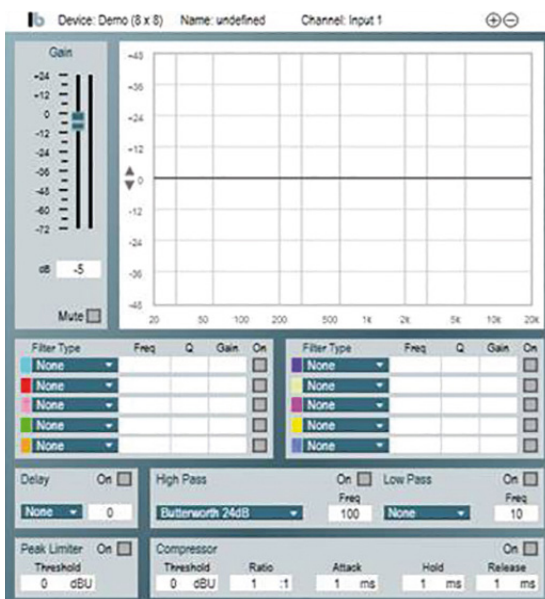 lb Device: Demo (8 x 8) Name: undefined Channel: Input 1
Gain
+24
+12
0
-12
-24
-36
-48
-60
-72
dB -5
Mute
+48
+36
+24
+12
0
-12
-24
-36
-48
20 50 100 200 500 1k 2k 5k 10k 20k
Filter Type Freq Q Gain On
None
None
None
None
None
Filter Type Freq Q Gain On
None
None
None
None
None
Delay On
None 0
High Pass On
Freq
Butterworth 24dB 100
Low Pass On
Freq
None 10
Peak Limiter On
Threshold
0 dBU
Compressor On
Threshold Ratio Attack Hold Release
0 dBU 1 :1 1 ms 1 ms 1 ms